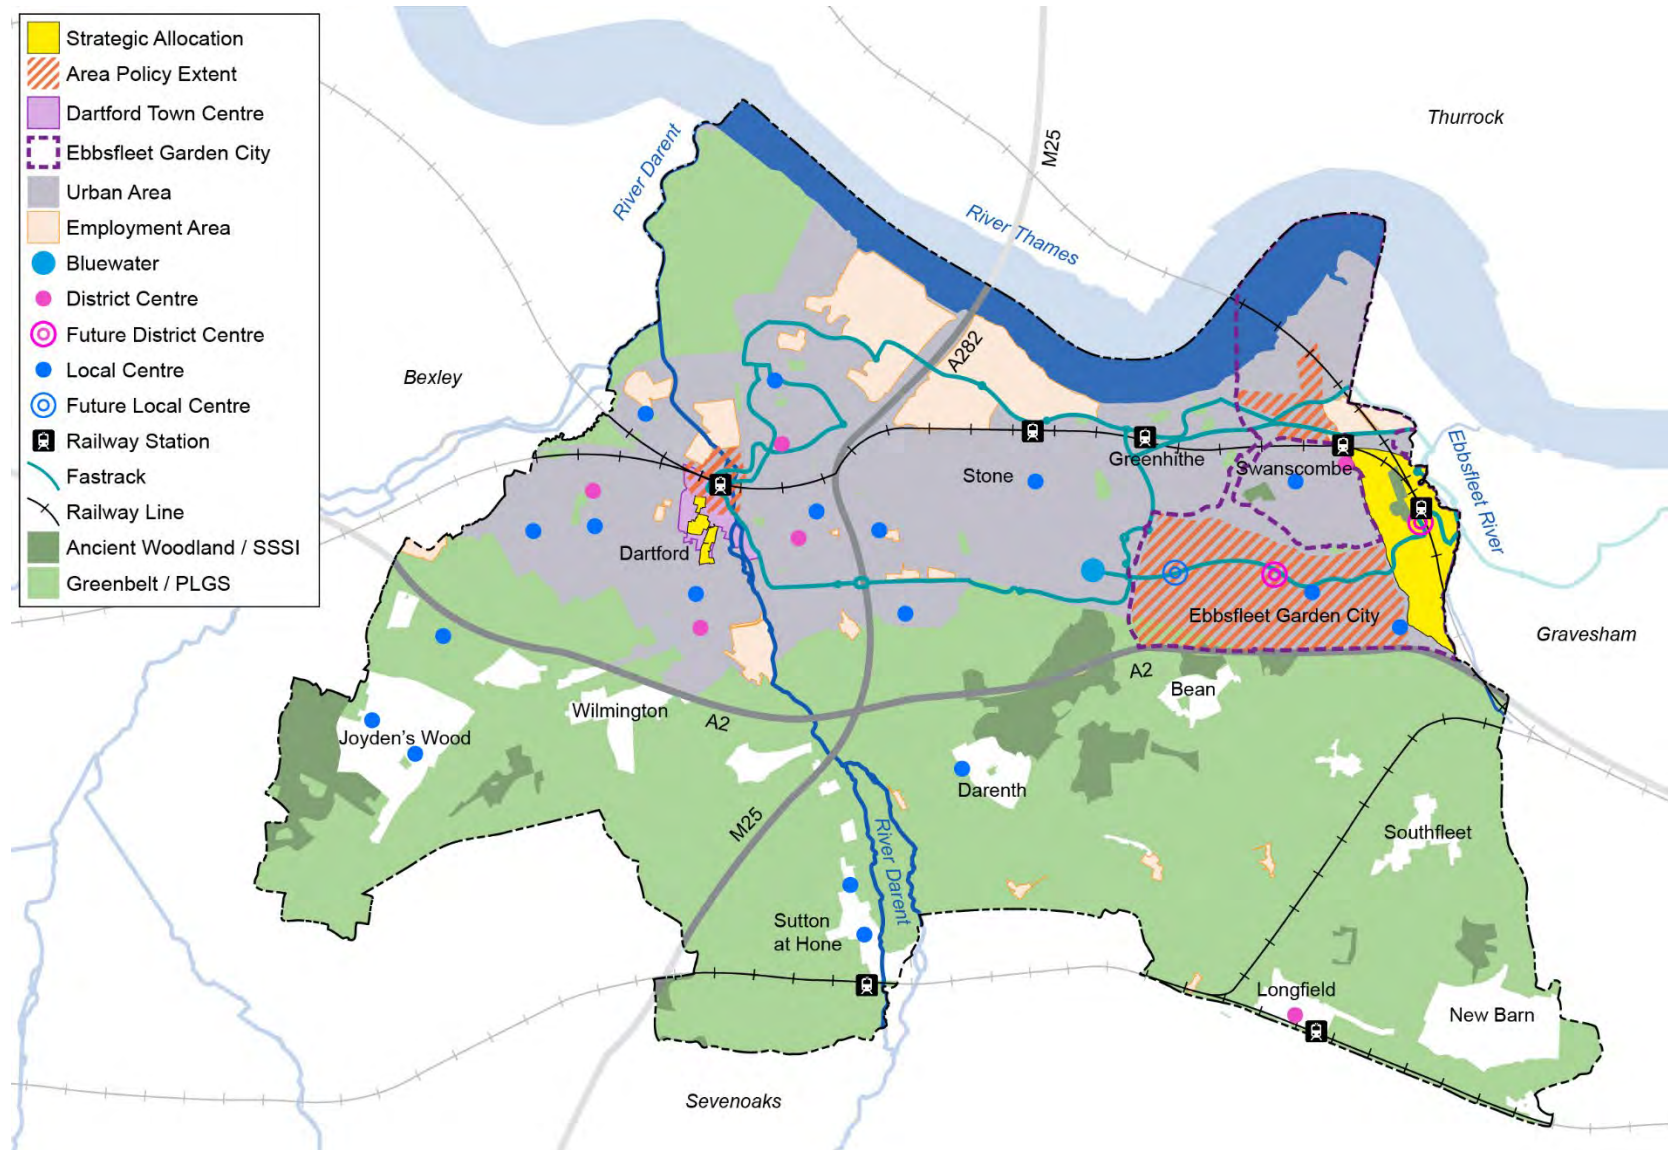 Strategic Allocation
Area Policy Extent
Dartford Town Centre
Ebbsfleet Garden City
Urban Area
Employment Area
Bluewater
District Centre
Future District Centre
Local Centre
Future Local Centre
Railway Station
Fastrack
Railway Line
Ancient Woodland / SSSI
Greenbelt / PLGS
Thurrock
M25
River Darent
River Thames
A282
Bexley
Stone
Greenhithe
Swanscombe
Ebbsfleet River
Dartford
Ebbsfleet Garden City
Gravesham
A2
Bean
Wilmington
A2
Joyden's Wood
Darenth
M25
Southfleet
River Darent
Sutton
at Hone
Longfield
New Barn
Sevenoaks